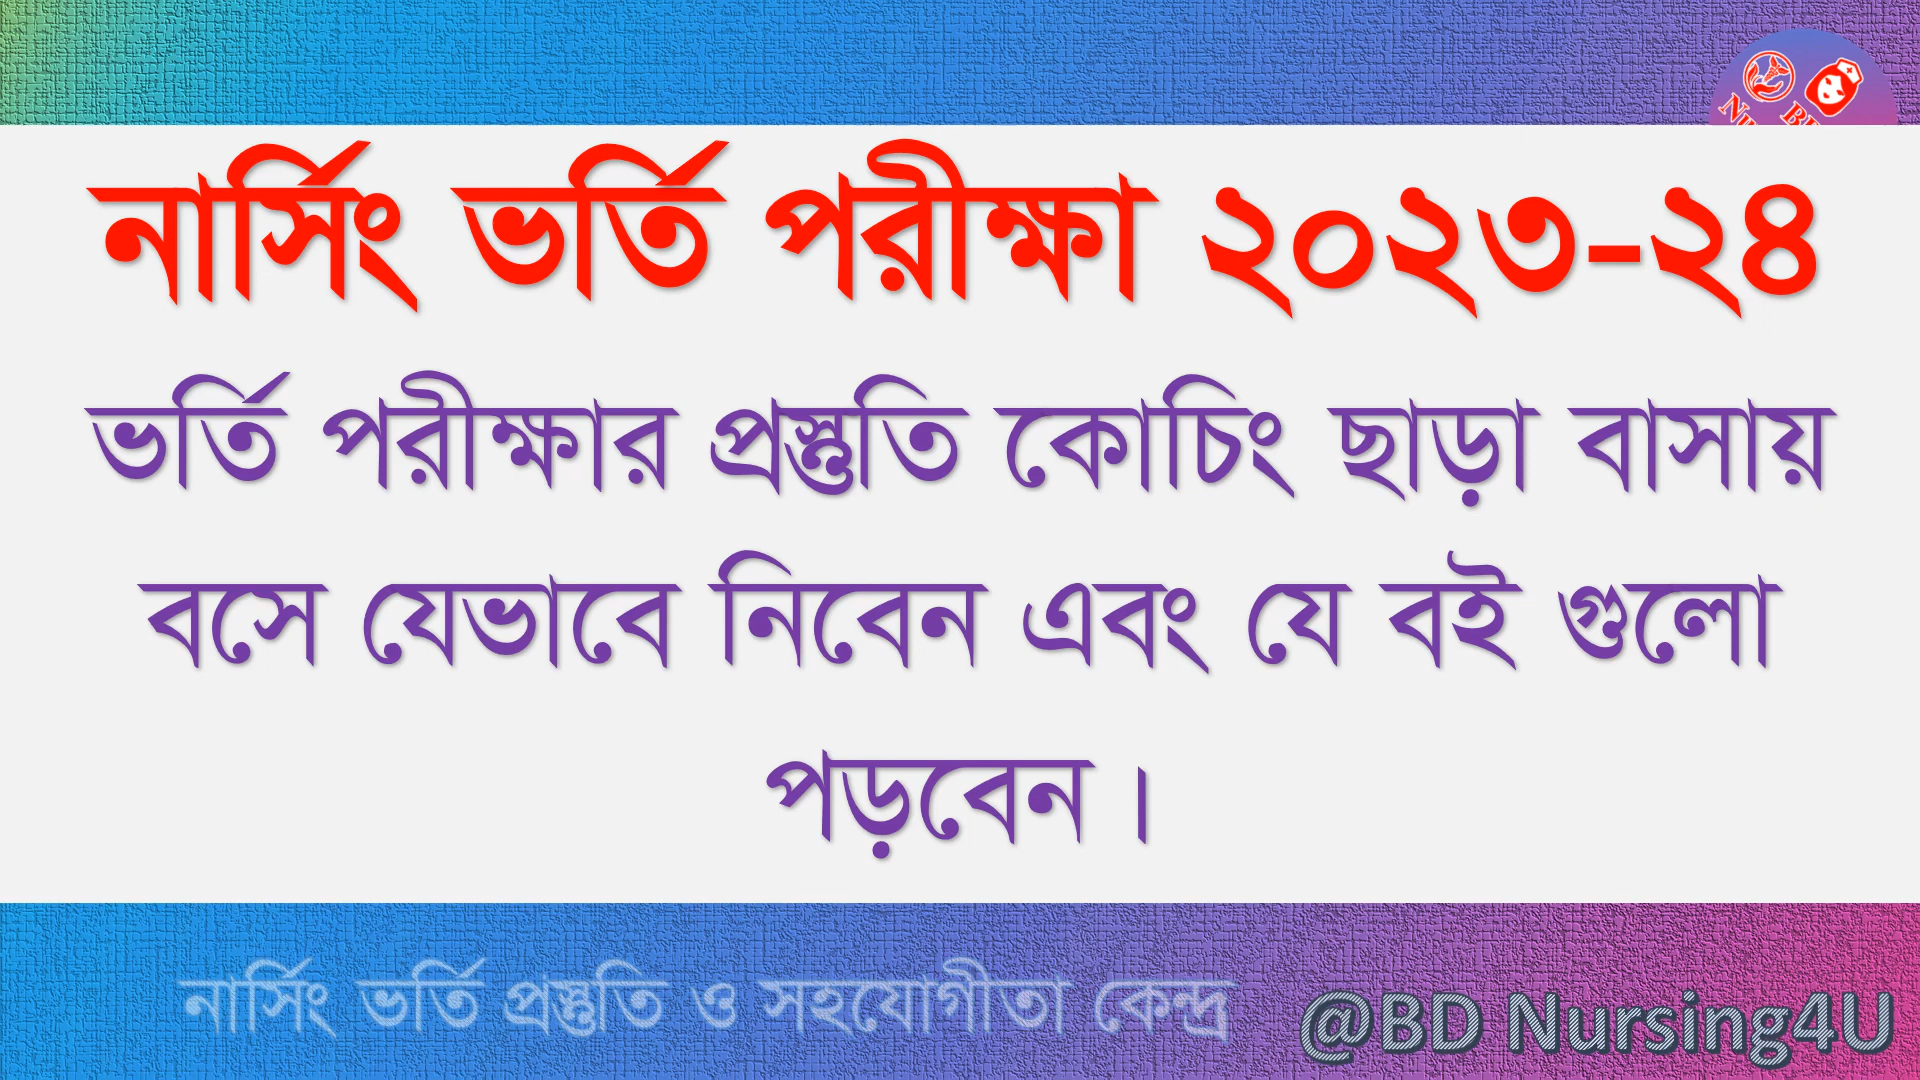 নার্সিং ভর্তি পরীক্ষা ২০২৩-২৪
ভর্তি পরীক্ষার প্রস্তুতি কোচিং ছাড়া বাসায়
বসে যেভাবে নিবেন এবং যে বই গুলো
পড়বেন।
নার্সিং ভর্তি প্রস্তুতি ও সহযোগীতা কেন্দ্র
@BD Nursing4U